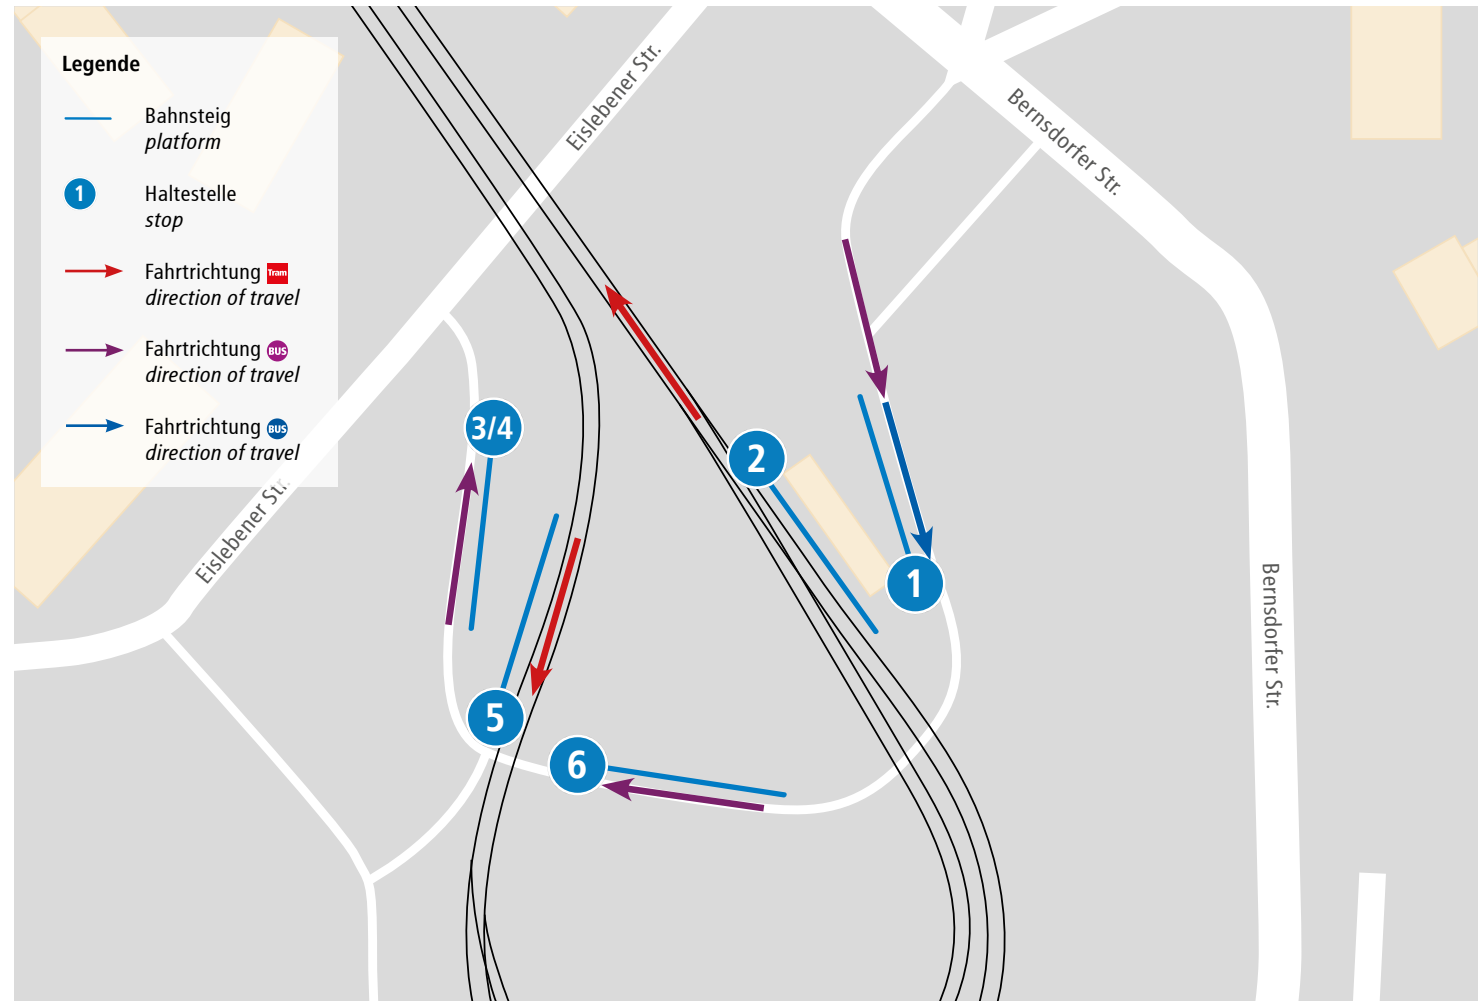 Legende
Bahnsteig
platform
1
Haltestelle
stop
Fahrtrichtung Tram
direction of travel
Fahrtrichtung BUS
direction of travel
Fahrtrichtung BUS
direction of travel
Eislebener Str.
Eislebener Str.
Bernsdorfer Str.
Bernsdorfer Str.
3/4
2
1
5
6